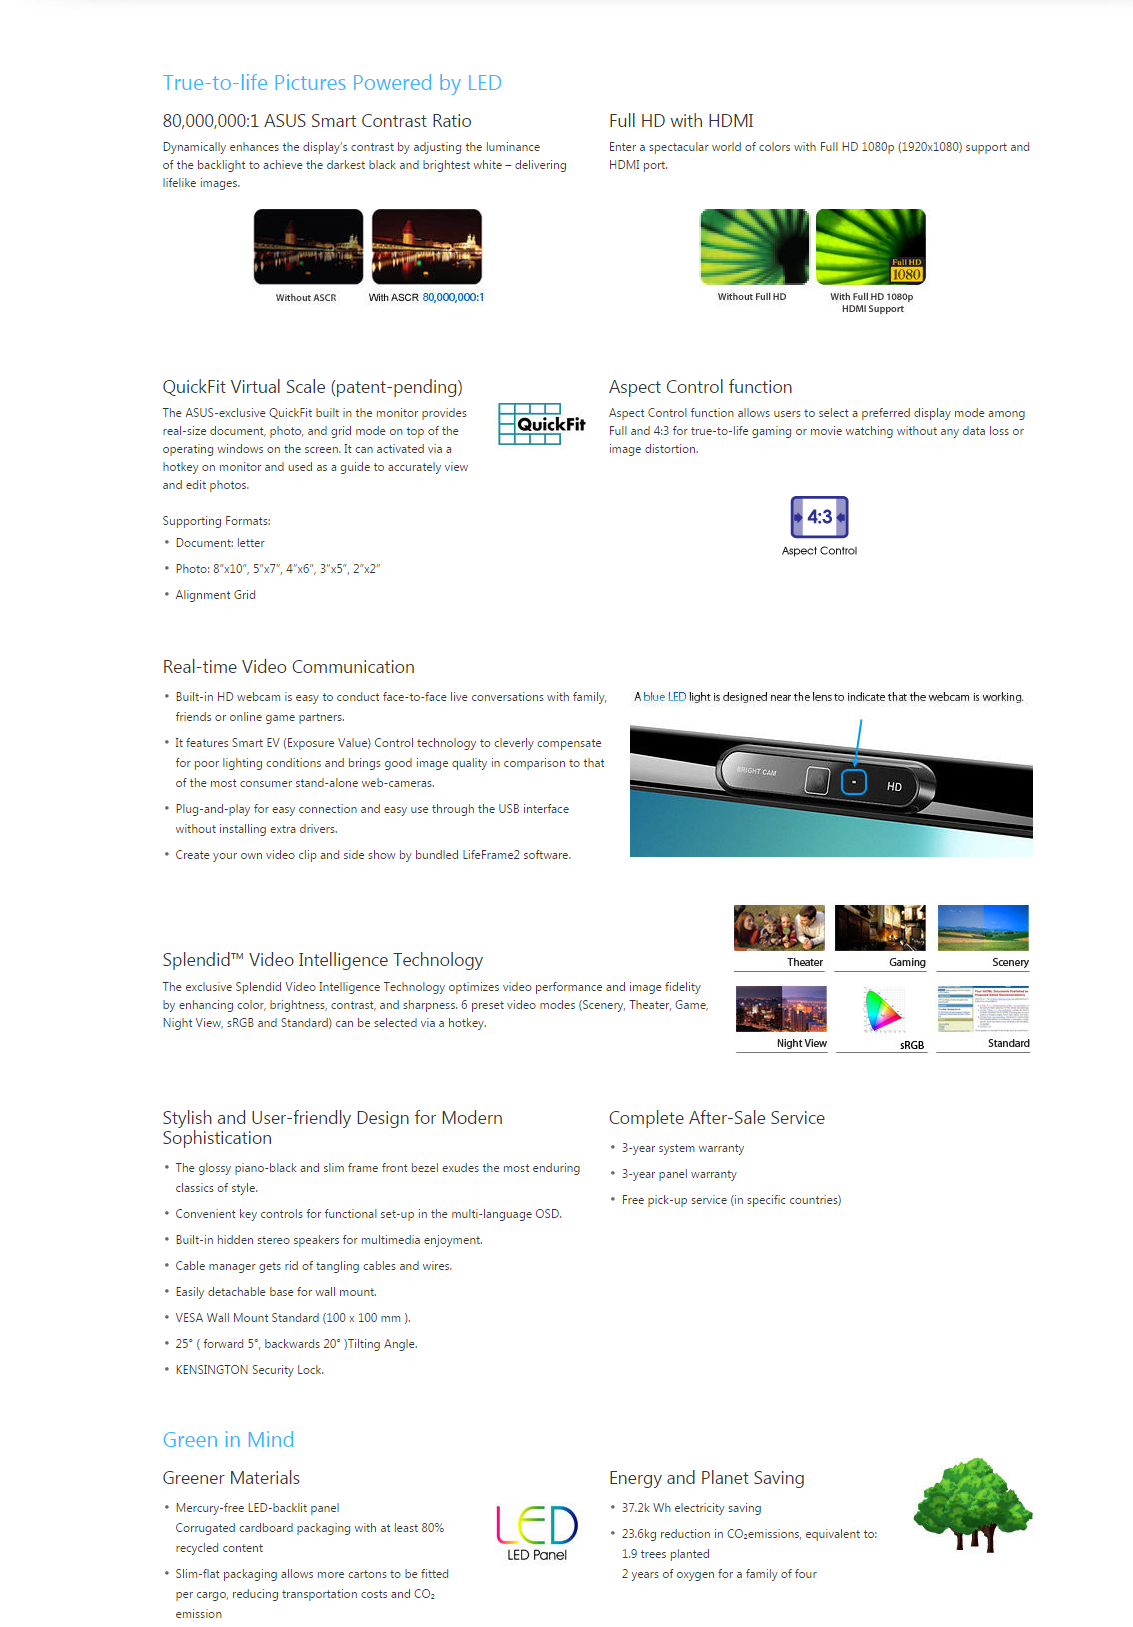 True-to-life Pictures Powered by LED
80,000,000:1 ASUS Smart Contrast Ratio
Dynamically enhances the display's contrast by adjusting the luminance
of the backlight to achieve the darkest black and brightest white – delivering
lifelike images.
Without ASCR
With ASCR 80,000,000:1
Full HD with HDMI
Enter a spectacular world of colors with Full HD 1080p (1920x1080) support and
HDMI port.
Full HD
1080
Without Full HD
With Full HD 1080p
HDMI Support
QuickFit Virtual Scale (patent-pending)
The ASUS-exclusive QuickFit built in the monitor provides
real-size document, photo, and grid mode on top of the
operating windows on the screen. It can activated via a
hotkey on monitor and used as a guide to accurately view
and edit photos.
QuickFit
Supporting Formats:
• Document: letter
• Photo: 8"x10", 5"x7", 4"x6", 3"x5", 2"x2"
• Alignment Grid
Aspect Control function
Aspect Control function allows users to select a preferred display mode among
Full and 4:3 for true-to-life gaming or movie watching without any data loss or
image distortion.
4:3
Aspect Control
Real-time Video Communication
• Built-in HD webcam is easy to conduct face-to-face live conversations with family,
friends or online game partners.
• It features Smart EV (Exposure Value) Control technology to cleverly compensate
for poor lighting conditions and brings good image quality in comparison to that
of the most consumer stand-alone web-cameras.
• Plug-and-play for easy connection and easy use through the USB interface
without installing extra drivers.
• Create your own video clip and side show by bundled LifeFrame2 software.
A blue LED light is designed near the lens to indicate that the webcam is working.
BRIGHT CAM
HD
Splendid™ Video Intelligence Technology
The exclusive Splendid Video Intelligence Technology optimizes video performance and image fidelity
by enhancing color, brightness, contrast, and sharpness. 6 preset video modes (Scenery, Theater, Game,
Night View, sRGB and Standard) can be selected via a hotkey.
Theater
Gaming
Scenery
Night View
sRGB
Standard
Stylish and User-friendly Design for Modern
Sophistication
• The glossy piano-black and slim frame front bezel exudes the most enduring
classics of style.
• Convenient key controls for functional set-up in the multi-language OSD.
• Built-in hidden stereo speakers for multimedia enjoyment.
• Cable manager gets rid of tangling cables and wires.
• Easily detachable base for wall mount.
• VESA Wall Mount Standard (100 x 100 mm ).
• 25° ( forward 5°, backwards 20° )Tilting Angle.
• KENSINGTON Security Lock.
Complete After-Sale Service
• 3-year system warranty
• 3-year panel warranty
• Free pick-up service (in specific countries)
Green in Mind
Greener Materials
• Mercury-free LED-backlit panel
Corrugated cardboard packaging with at least 80%
recycled content
• Slim-flat packaging allows more cartons to be fitted
per cargo, reducing transportation costs and CO₂
emission
LED
LED Panel
Energy and Planet Saving
• 37.2k Wh electricity saving
• 23.6kg reduction in CO₂emissions, equivalent to:
1.9 trees planted
2 years of oxygen for a family of four